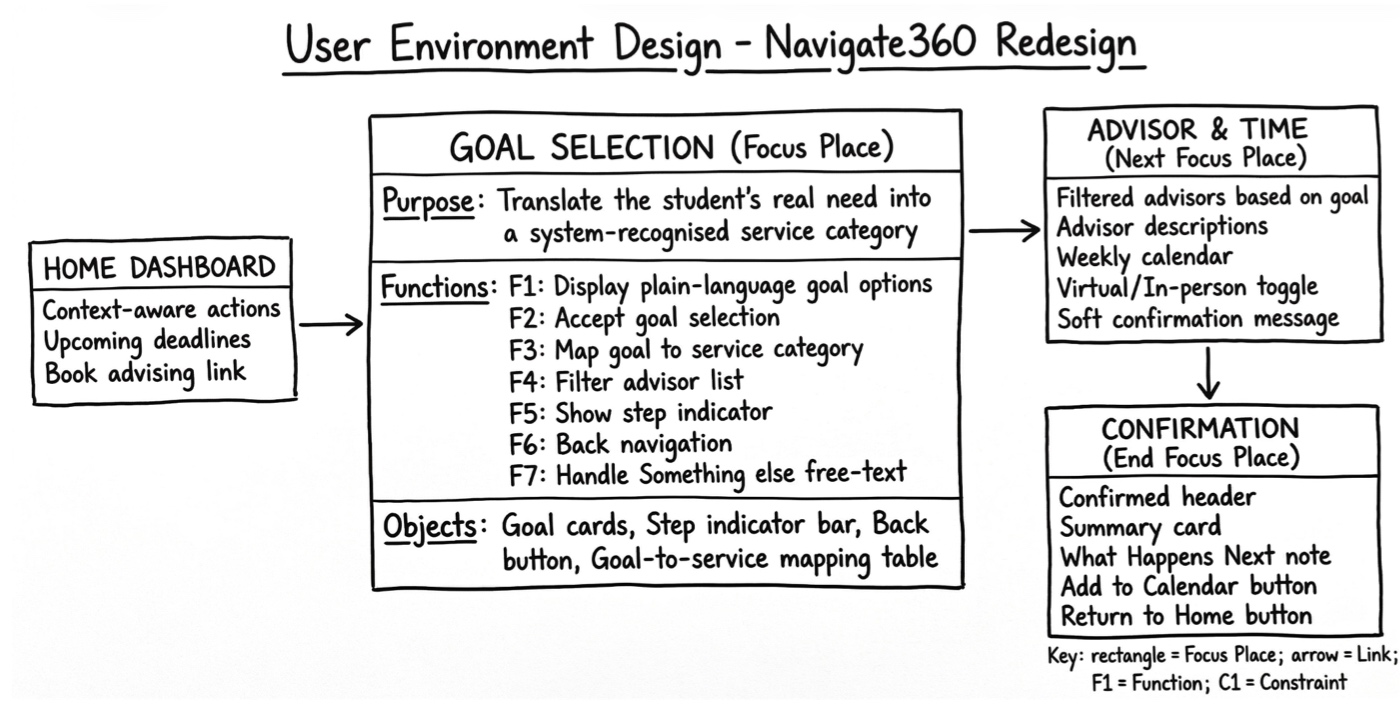 User Environment Design - Navigate360 Redesign
HOME DASHBOARD
Context-aware actions
Upcoming deadlines
Book advising link
GOAL SELECTION (Focus Place)
Purpose: Translate the student's real need into
a system-recognised service category
Functions: F1: Display plain-language goal options
F2: Accept goal selection
F3: Map goal to service category
F4: Filter advisor list
F5: Show step indicator
F6: Back navigation
F7: Handle Something else free-text
Objects: Goal cards, Step indicator bar, Back
button, Goal-to-service mapping table
ADVISOR & TIME
(Next Focus Place)
Filtered advisors based on goal
Advisor descriptions
Weekly calendar
Virtual/In-person toggle
Soft confirmation message
CONFIRMATION
(End Focus Place)
Confirmed header
Summary card
What Happens Next note
Add to Calendar button
Return to Home button
Key: rectangle = Focus Place; arrow = Link;
F1 = Function; C1 = Constraint